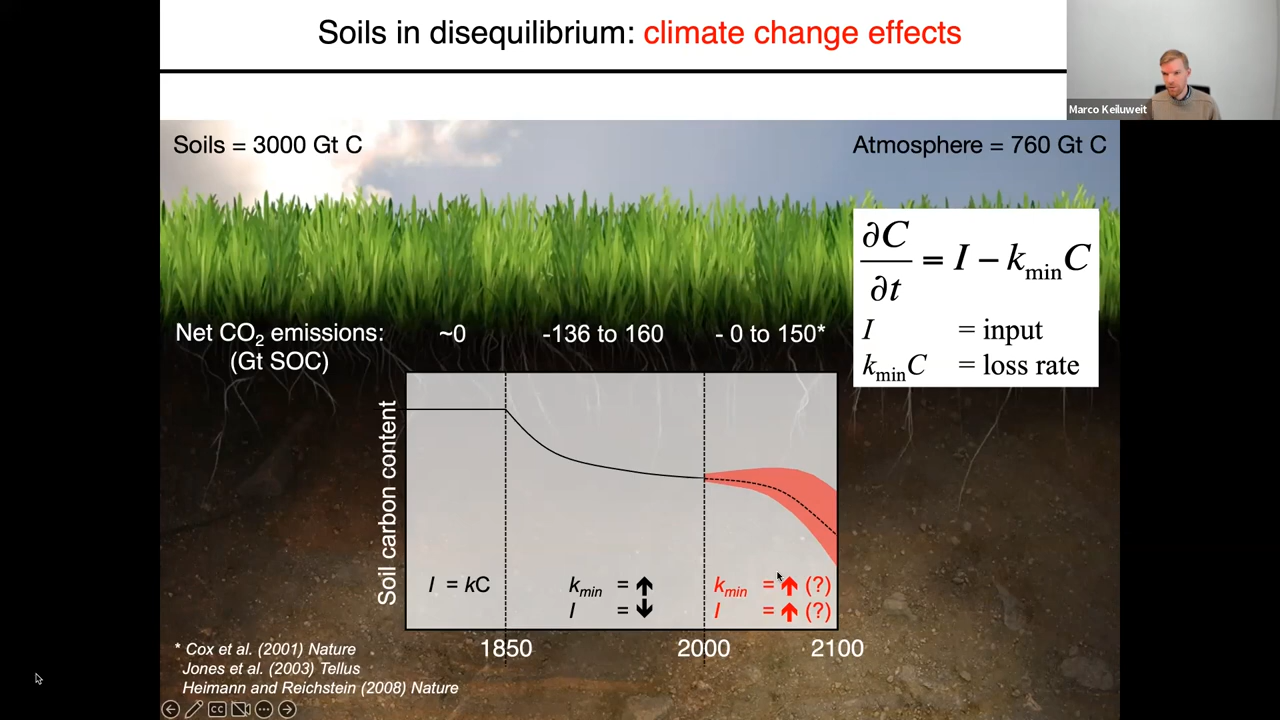 Soils in disequilibrium: climate change effects
Marco Keiluweit
Soils = 3000 Gt C
Atmosphere = 760 Gt C
∂C/∂t = I − kminC
I = input
kminC = loss rate
Net CO2 emissions: ~0 -136 to 160 - 0 to 150*
(Gt SOC)
Soil carbon content
I = kC
kmin = ↑
I = ↓
kmin = ↑ (?)
I = ↑ (?)
1850 2000 2100
* Cox et al. (2001) Nature
Jones et al. (2003) Tellus
Heimann and Reichstein (2008) Nature
CC